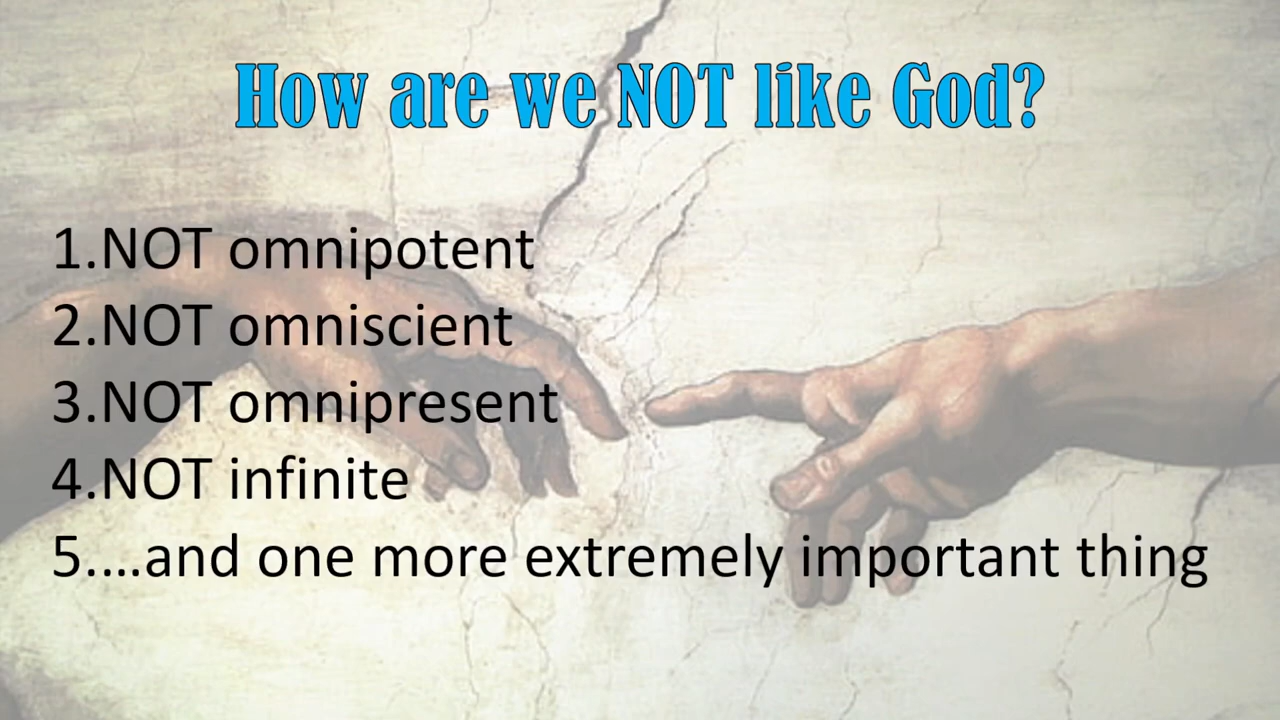 How are we NOT like God?
1.NOT omnipotent
2.NOT omniscient
3.NOT omnipresent
4.NOT infinite
5.…and one more extremely important thing